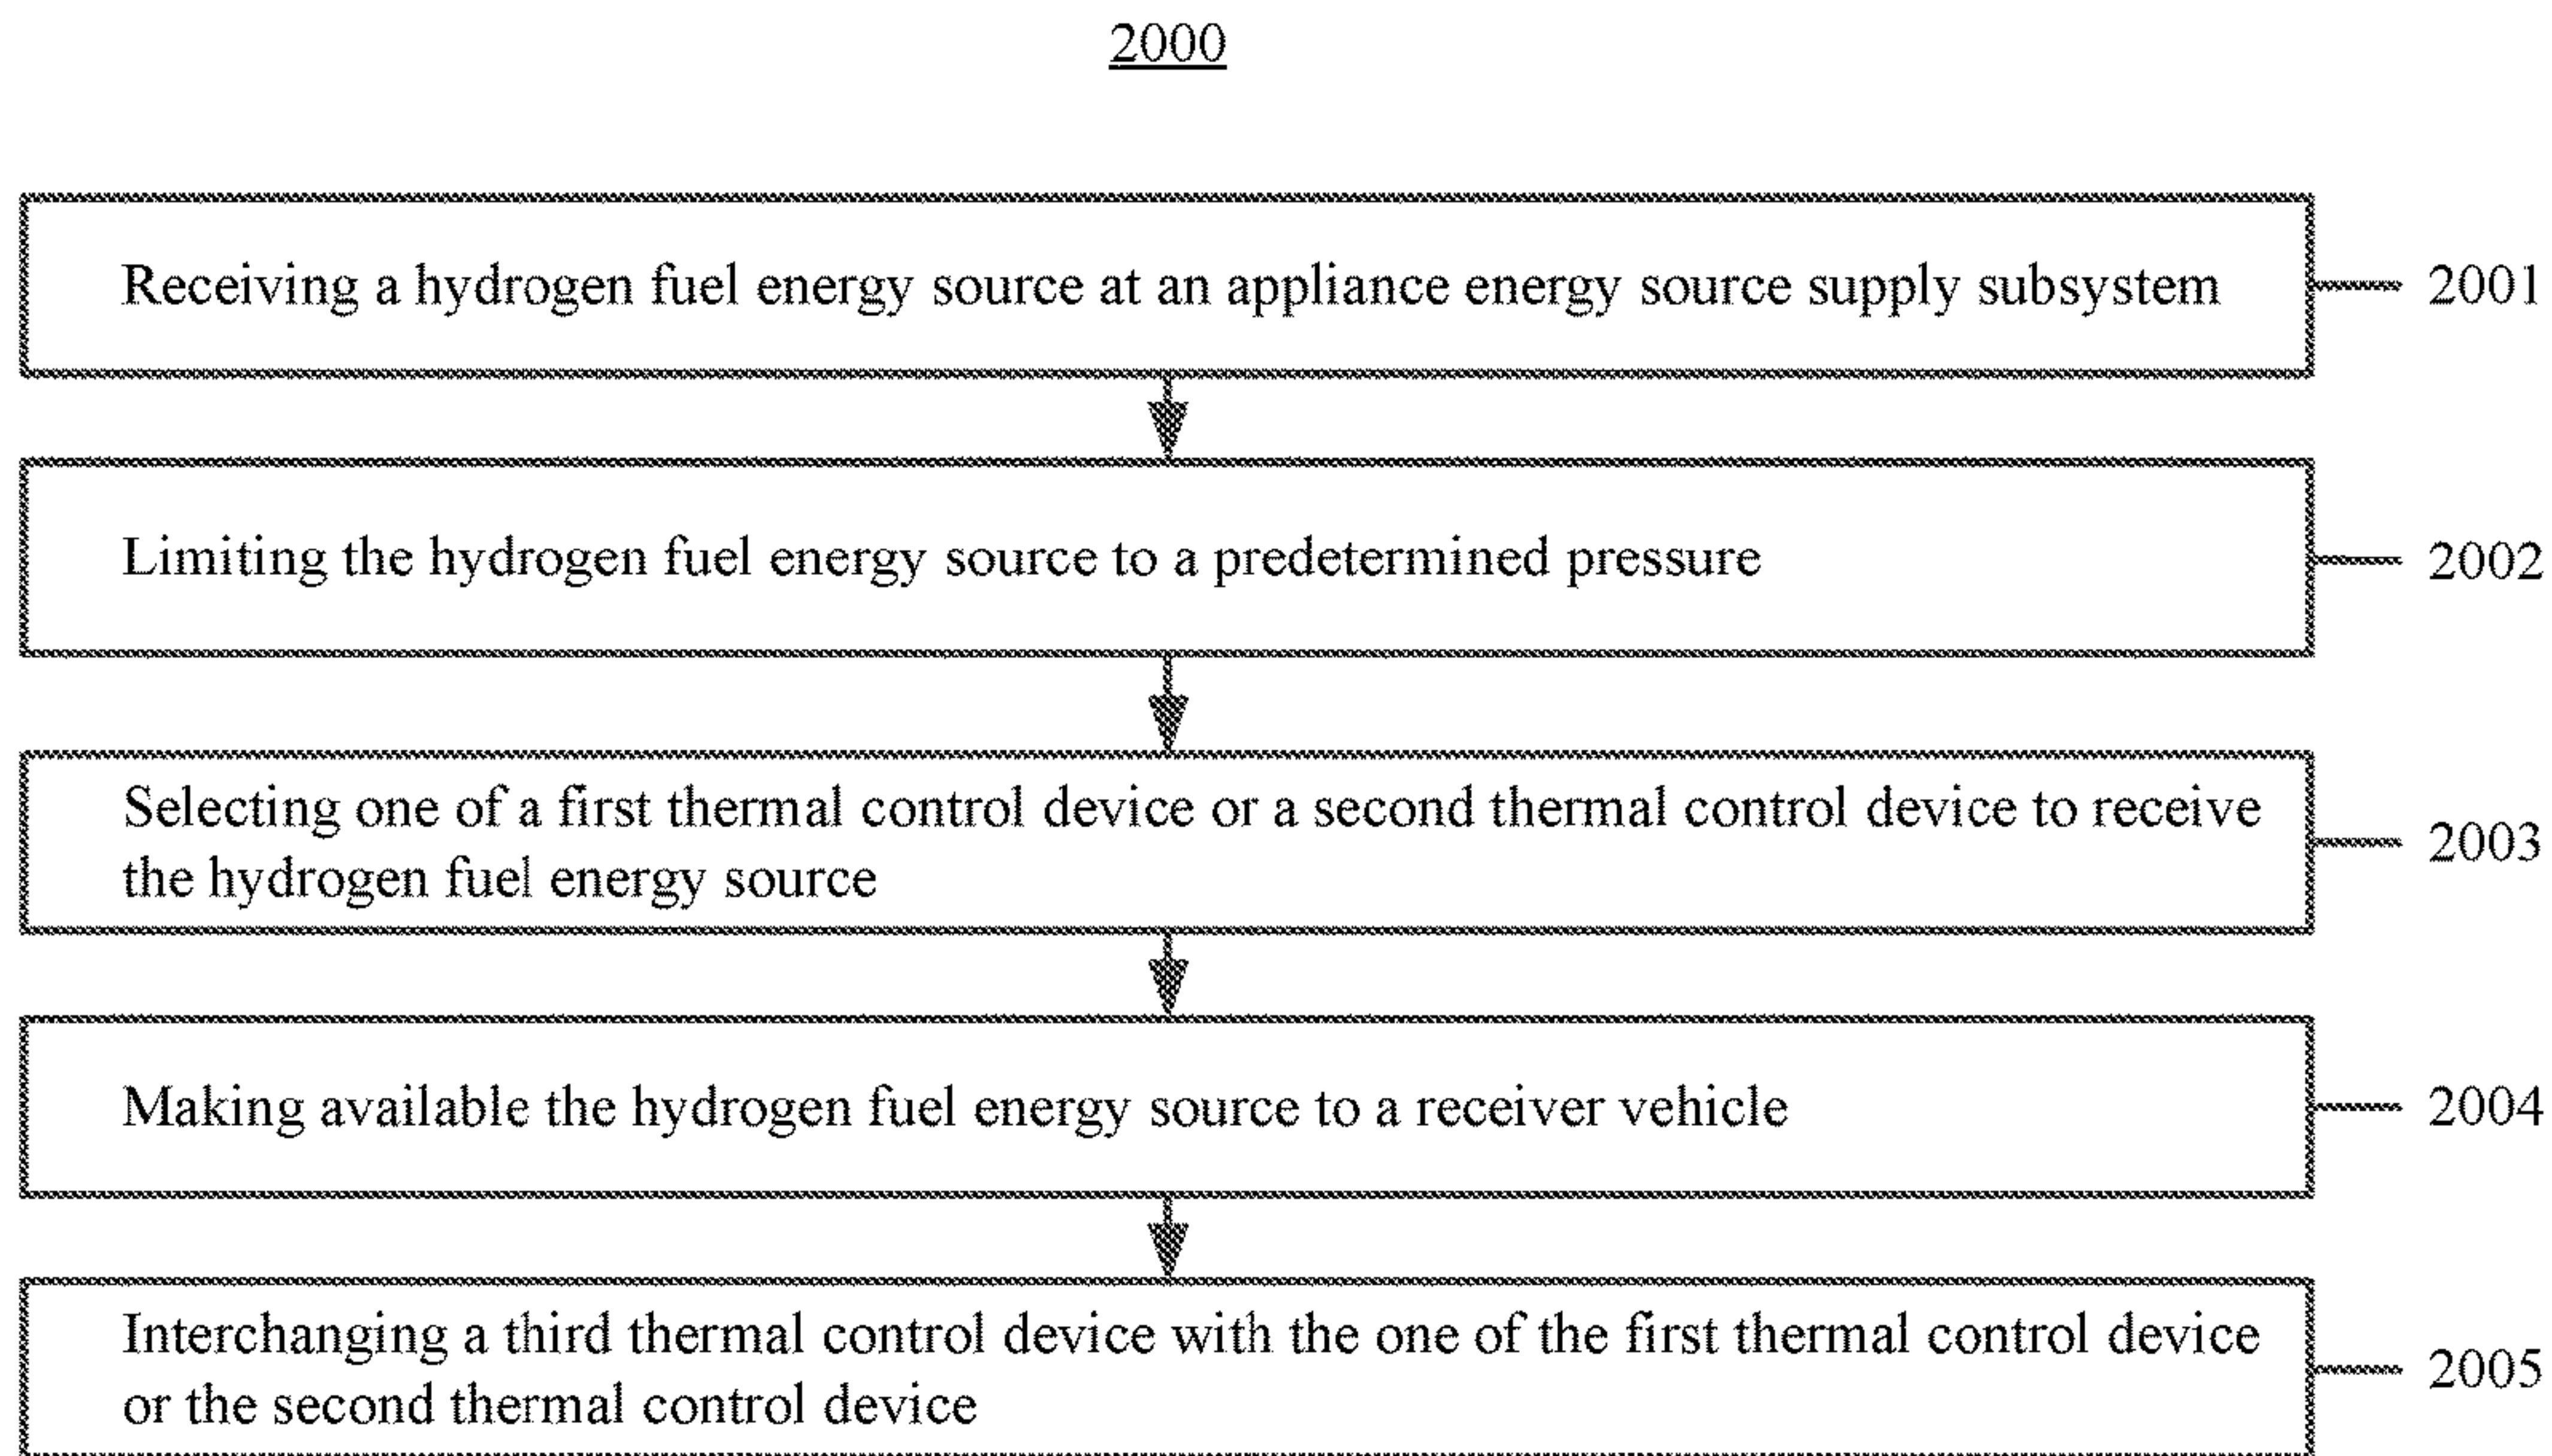 2000
Receiving a hydrogen fuel energy source at an appliance energy source supply subsystem
2001
Limiting the hydrogen fuel energy source to a predetermined pressure
2002
Selecting one of a first thermal control device or a second thermal control device to receive
the hydrogen fuel energy source
2003
Making available the hydrogen fuel energy source to a receiver vehicle
2004
Interchanging a third thermal control device with the one of the first thermal control device
or the second thermal control device
2005